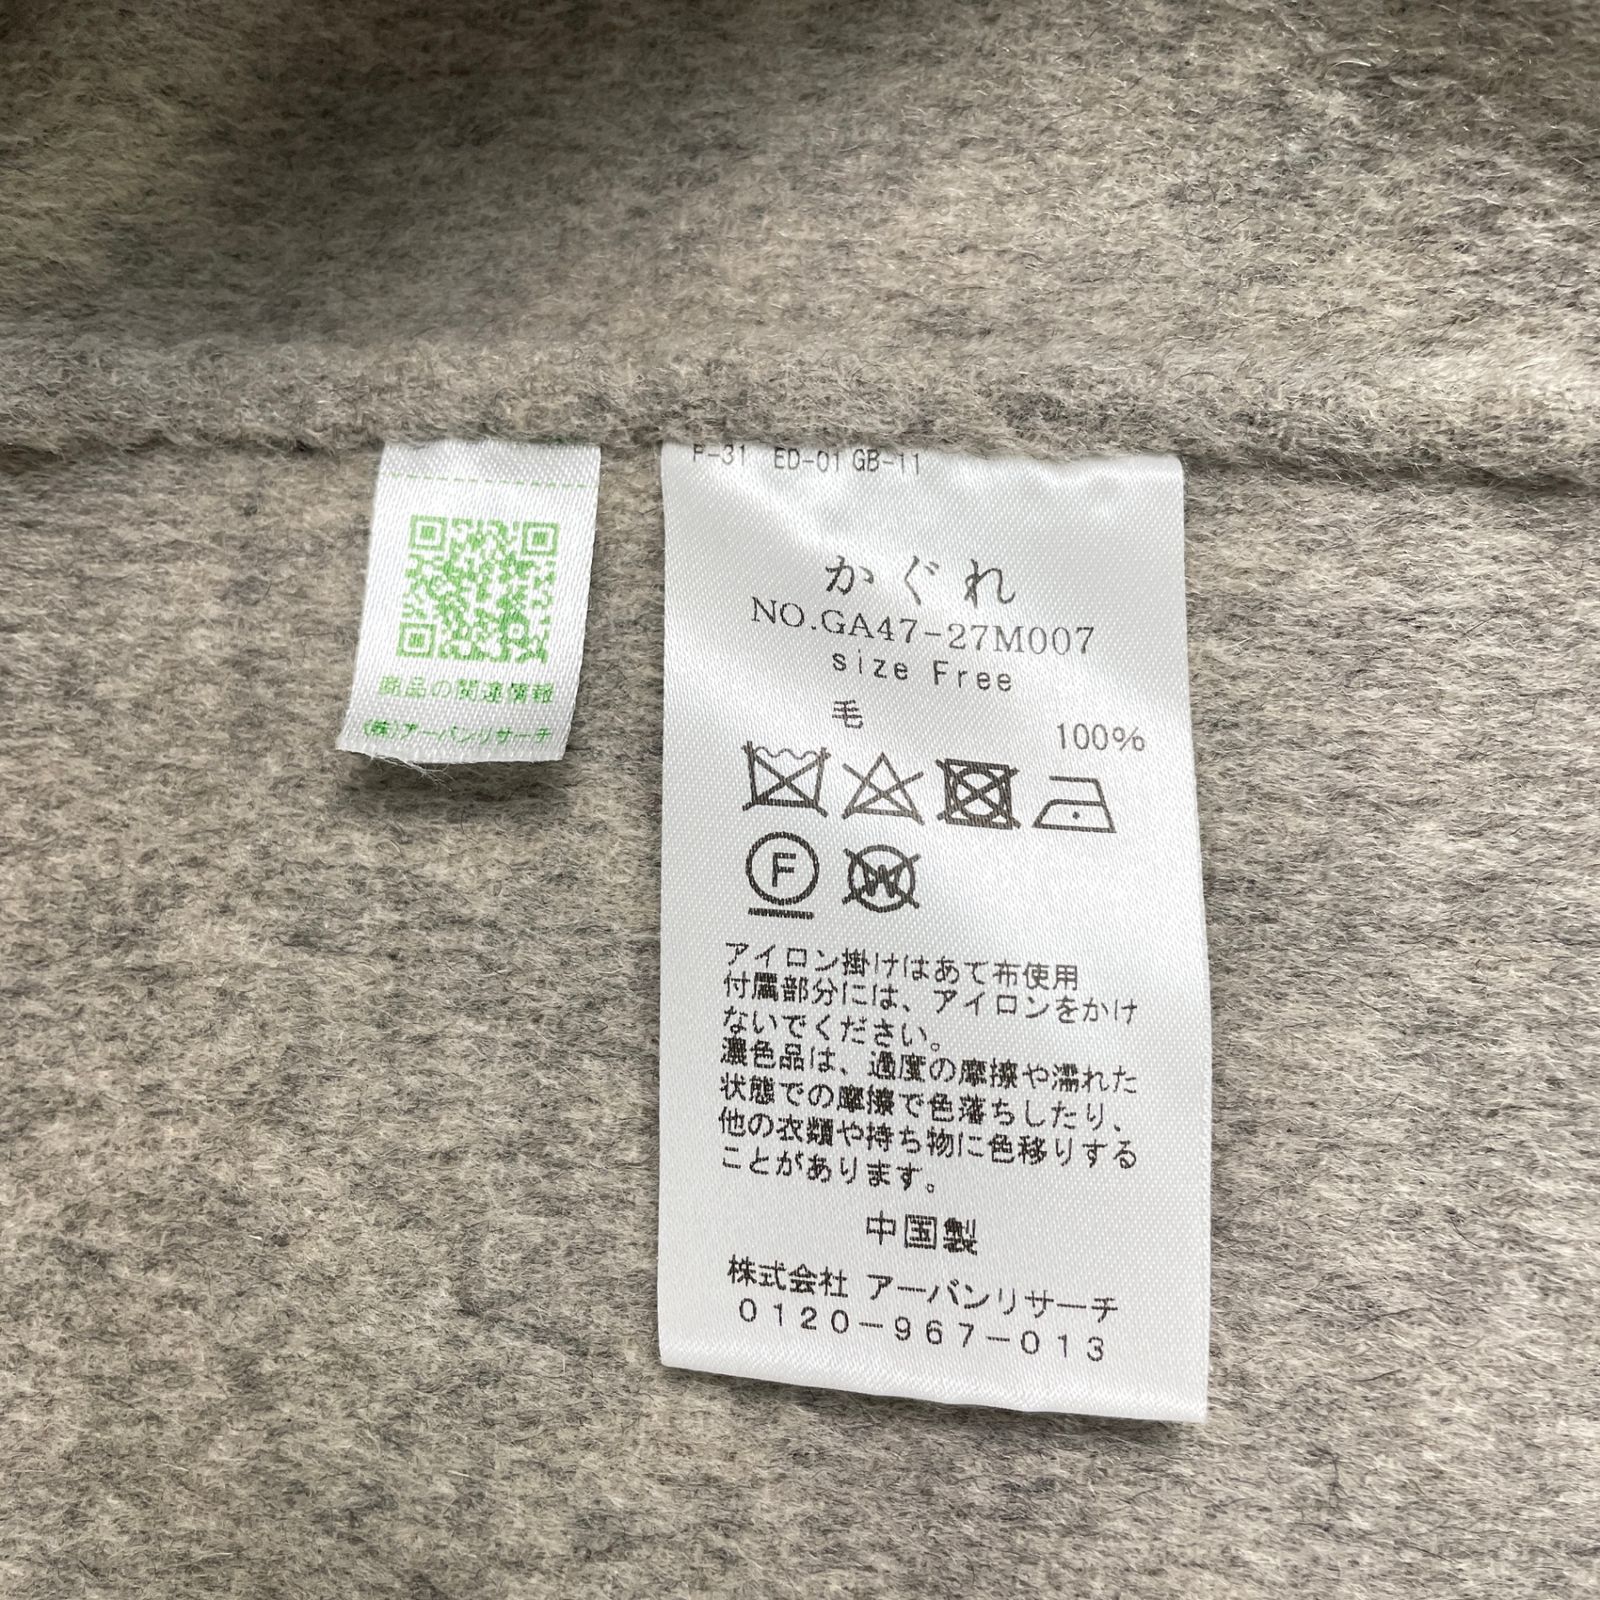 商品の関連情報
(株)アーバンリサーチ
P-31 ED-01 GB-11
かぐれ
NO.GA47-27M007
size Free
毛 100%
F W
アイロン掛けはあて布使用
付属部分には、アイロンをかけ
ないでください。
濃色品は、過度の摩擦や濡れた
状態での摩擦で色落ちしたり、
他の衣類や持ち物に色移りする
ことがあります。
中国製
株式会社 アーバンリサーチ
0120-967-013